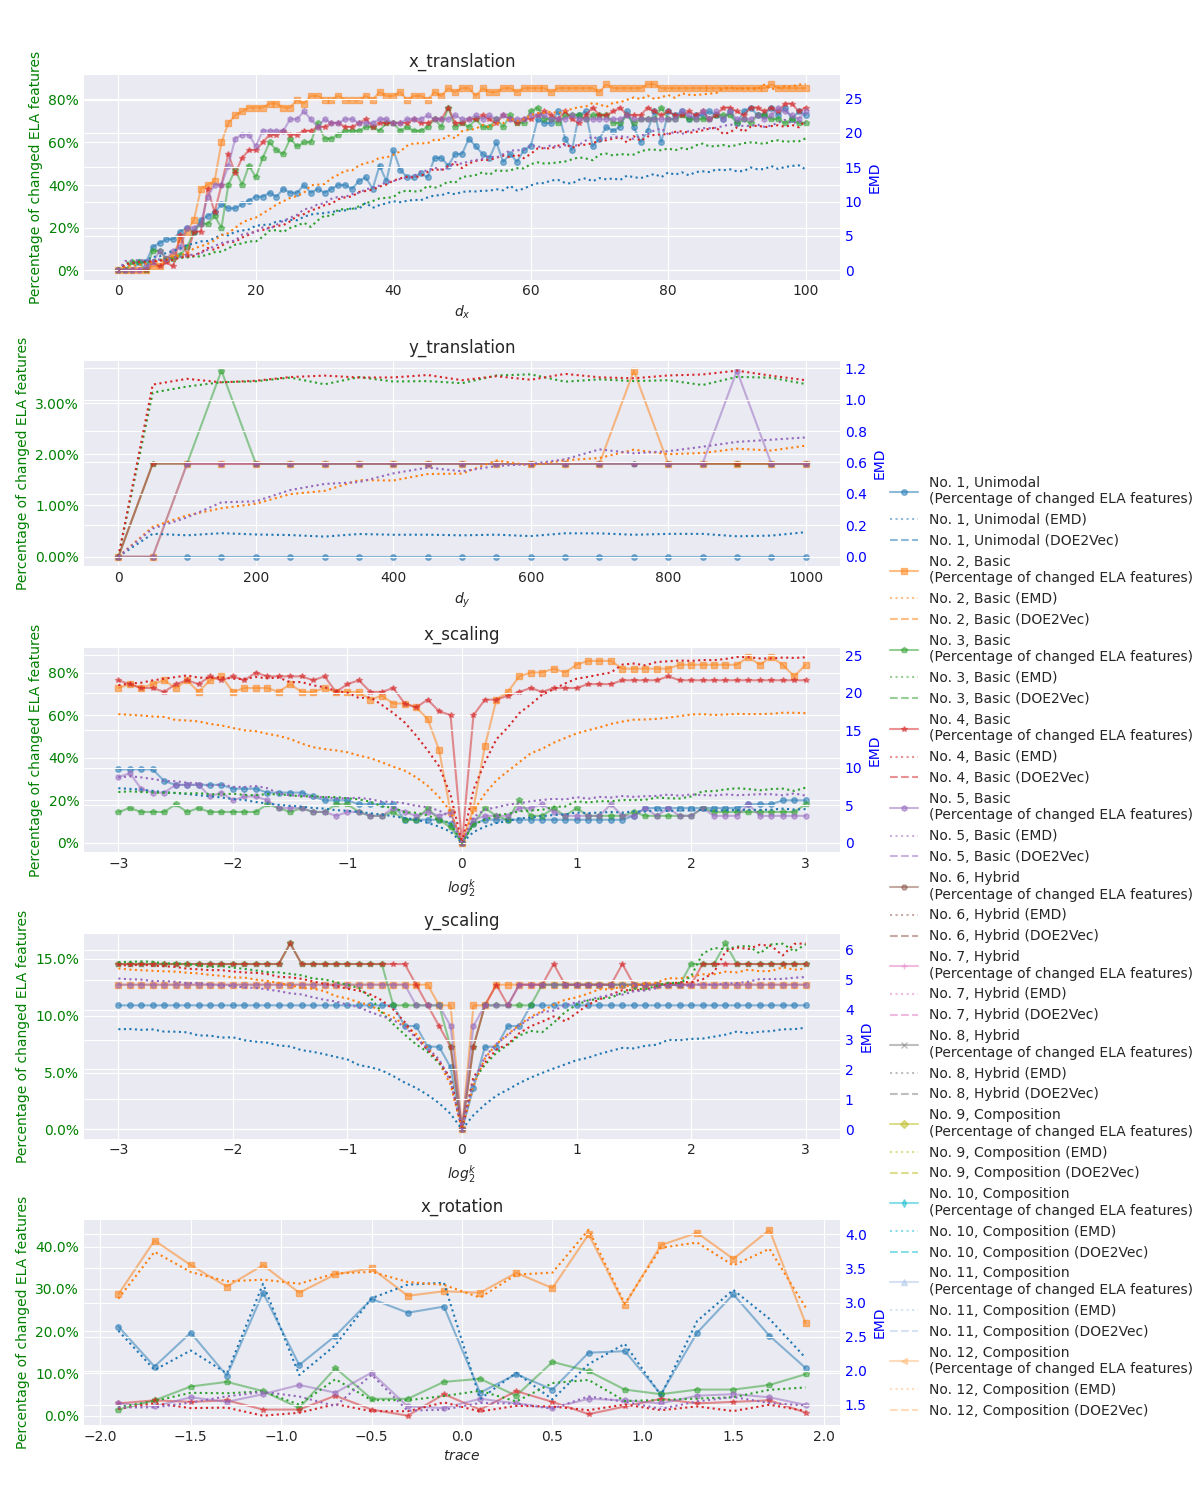 x_translation
Percentage of changed ELA features
0%
20%
40%
60%
80%
0
5
10
15
20
25
EMD
0
20
40
60
80
100
d_x
y_translation
Percentage of changed ELA features
0.00%
1.00%
2.00%
3.00%
0.0
0.2
0.4
0.6
0.8
1.0
1.2
EMD
0
200
400
600
800
1000
d_y
x_scaling
Percentage of changed ELA features
0%
20%
40%
60%
80%
0
5
10
15
20
25
EMD
−3
−2
−1
0
1
2
3
log_2^k
y_scaling
Percentage of changed ELA features
0.0%
5.0%
10.0%
15.0%
0
1
2
3
4
5
6
EMD
−3
−2
−1
0
1
2
3
log_2^k
x_rotation
Percentage of changed ELA features
0.0%
10.0%
20.0%
30.0%
40.0%
1.5
2.0
2.5
3.0
3.5
4.0
EMD
−2.0
−1.5
−1.0
−0.5
0.0
0.5
1.0
1.5
2.0
trace
No. 1, Unimodal
(Percentage of changed ELA features)
No. 1, Unimodal (EMD)
No. 1, Unimodal (DOE2Vec)
No. 2, Basic
(Percentage of changed ELA features)
No. 2, Basic (EMD)
No. 2, Basic (DOE2Vec)
No. 3, Basic
(Percentage of changed ELA features)
No. 3, Basic (EMD)
No. 3, Basic (DOE2Vec)
No. 4, Basic
(Percentage of changed ELA features)
No. 4, Basic (EMD)
No. 4, Basic (DOE2Vec)
No. 5, Basic
(Percentage of changed ELA features)
No. 5, Basic (EMD)
No. 5, Basic (DOE2Vec)
No. 6, Hybrid
(Percentage of changed ELA features)
No. 6, Hybrid (EMD)
No. 6, Hybrid (DOE2Vec)
No. 7, Hybrid
(Percentage of changed ELA features)
No. 7, Hybrid (EMD)
No. 7, Hybrid (DOE2Vec)
No. 8, Hybrid
(Percentage of changed ELA features)
No. 8, Hybrid (EMD)
No. 8, Hybrid (DOE2Vec)
No. 9, Composition
(Percentage of changed ELA features)
No. 9, Composition (EMD)
No. 9, Composition (DOE2Vec)
No. 10, Composition
(Percentage of changed ELA features)
No. 10, Composition (EMD)
No. 10, Composition (DOE2Vec)
No. 11, Composition
(Percentage of changed ELA features)
No. 11, Composition (EMD)
No. 11, Composition (DOE2Vec)
No. 12, Composition
(Percentage of changed ELA features)
No. 12, Composition (EMD)
No. 12, Composition (DOE2Vec)